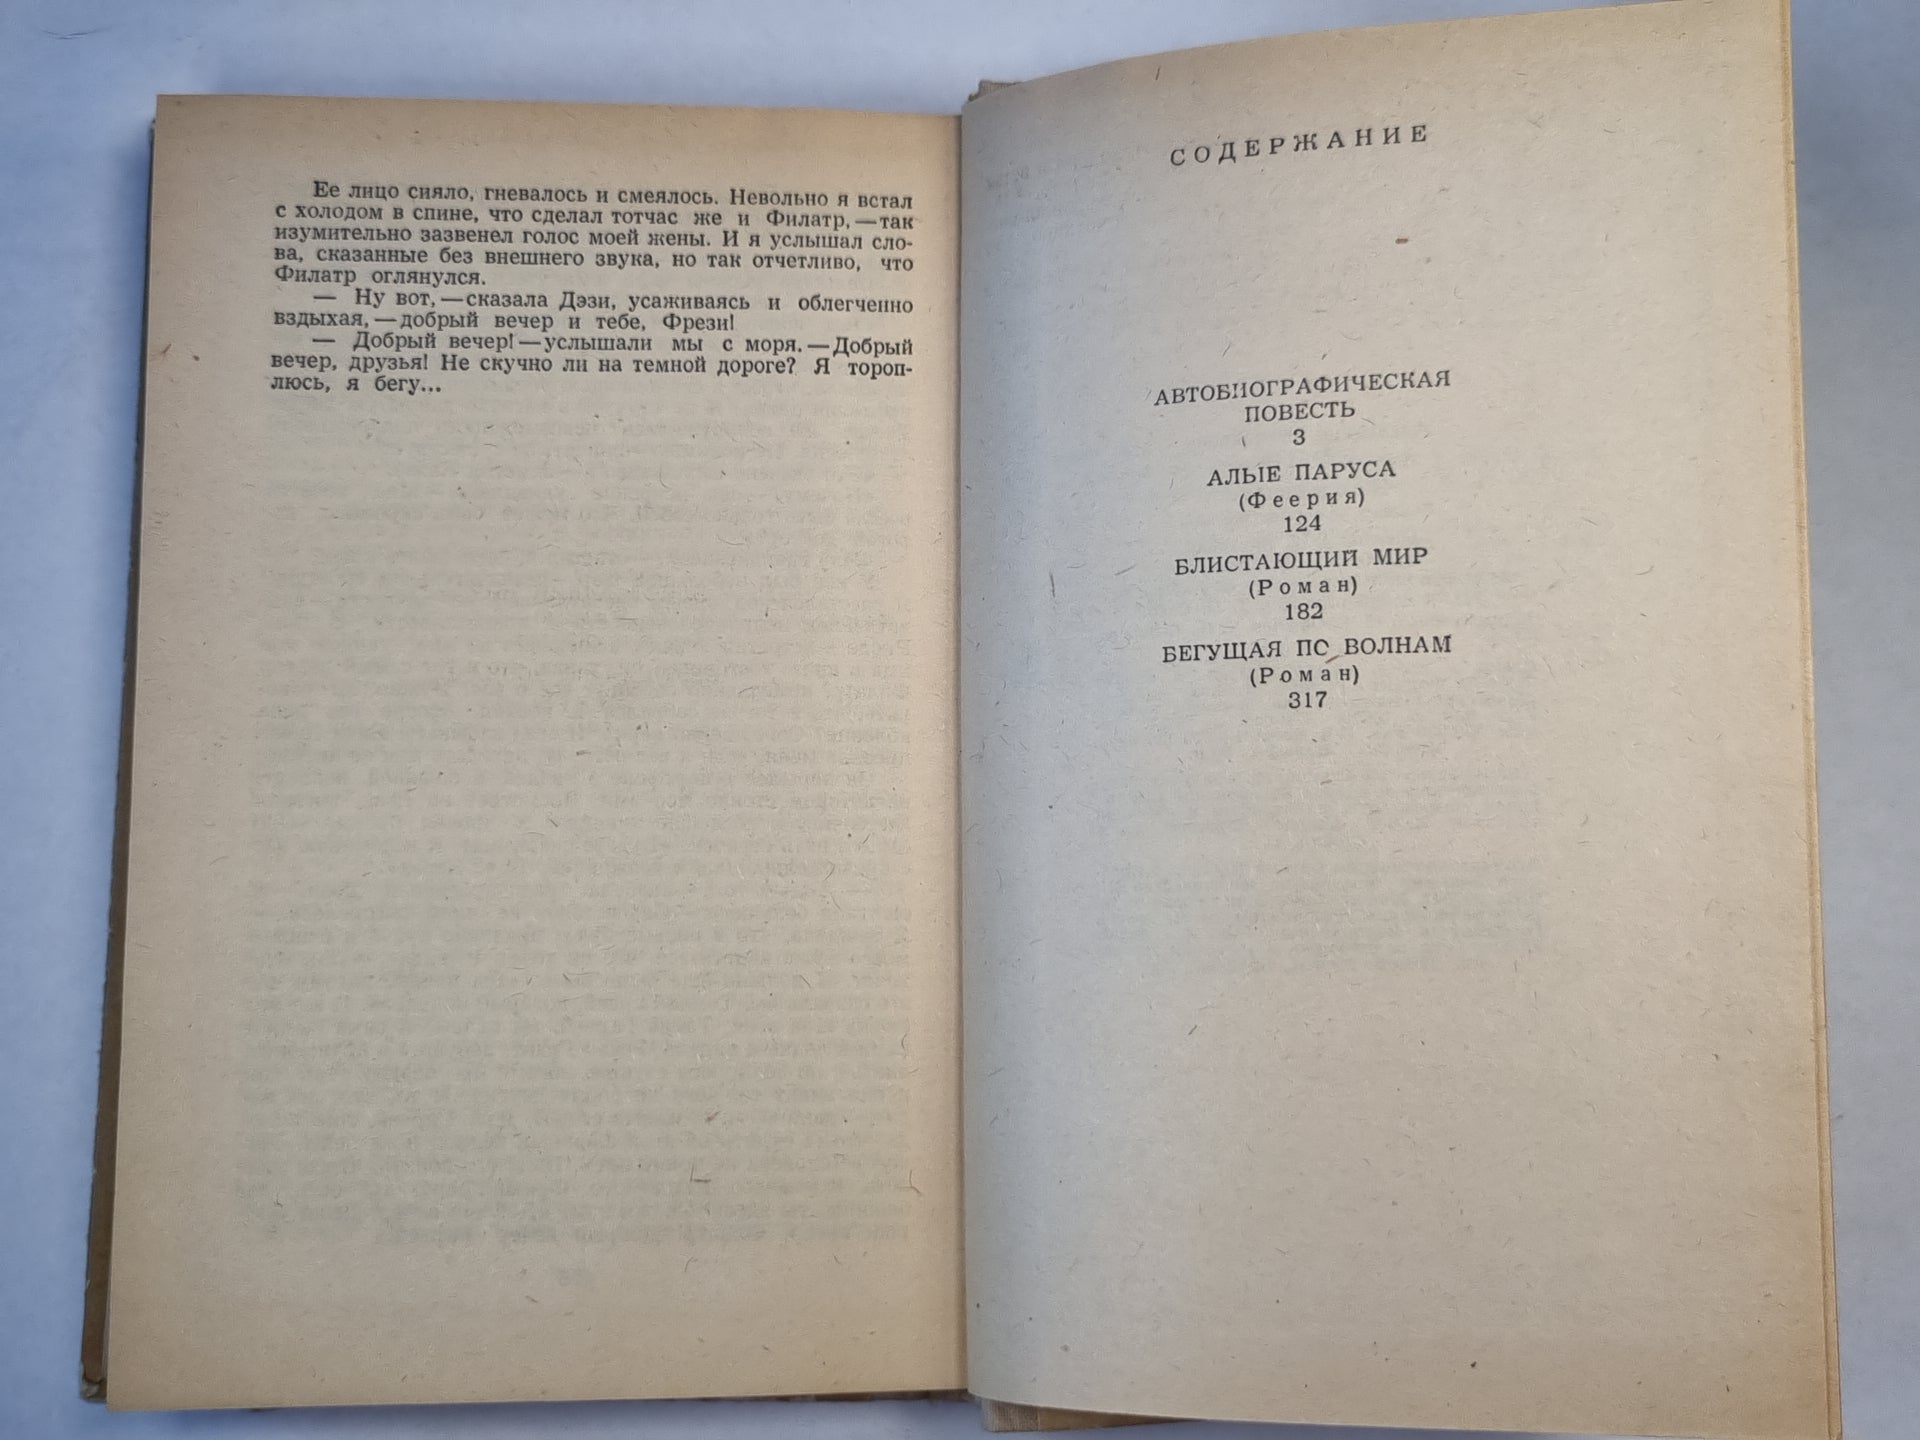 Ее лицо сияло, гневалось и смеялось. Невольно я встал
с холодом в спине, что сделал тотчас же и Филатр, — так
изумительно зазвенел голос моей жены. И я услышал сло-
ва, сказанные без внешнего звука, но так отчетливо, что
Филатр оглянулся.
— Ну вот, — сказала Дэзи, усаживаясь и облегченно
вздыхая, — добрый вечер и тебе, Фрези!
— Добрый вечер! — услышали мы с моря. — Добрый
вечер, друзья! Не скучно ли на темной дороге? Я тороп-
люсь, я бегу...
СОДЕРЖАНИЕ
АВТОБИОГРАФИЧЕСКАЯ
ПОВЕСТЬ
3
АЛЫЕ ПАРУСА
(Феерия)
124
БЛИСТАЮЩИЙ МИР
(Роман)
182
БЕГУЩАЯ ПО ВОЛНАМ
(Роман)
317